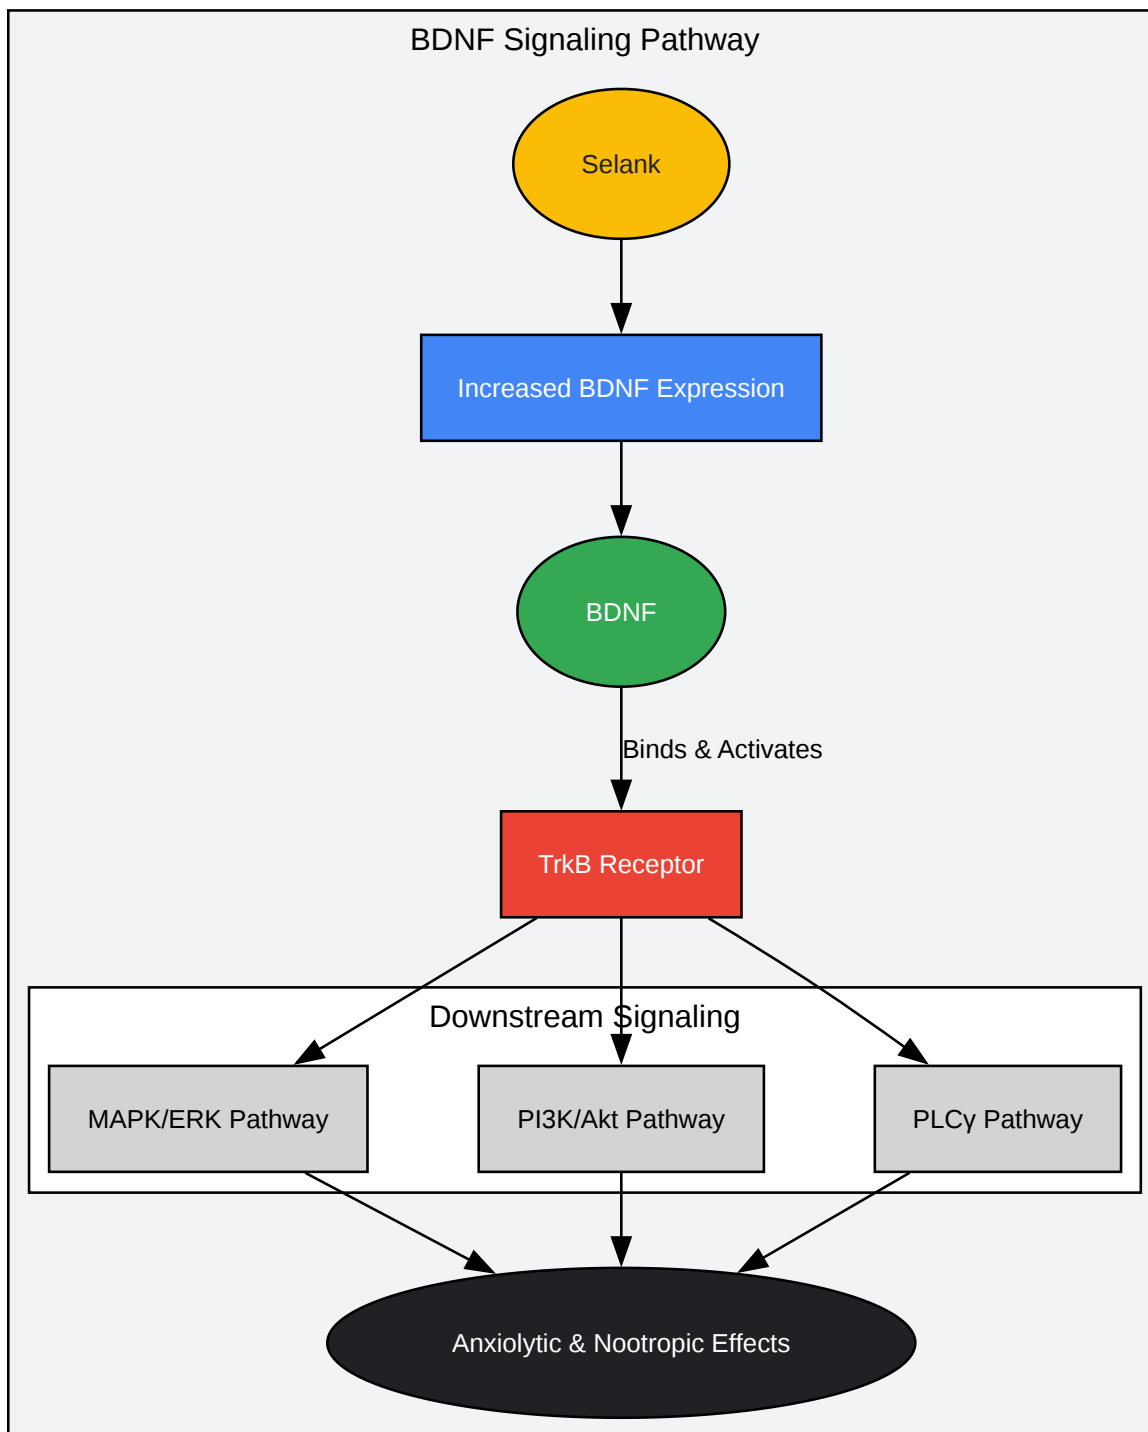 BDNF Signaling Pathway
Selank
Increased BDNF Expression
BDNF
Binds & Activates
TrkB Receptor
Downstream Signaling
MAPK/ERK Pathway
PI3K/Akt Pathway
PLCγ Pathway
Anxiolytic & Nootropic Effects